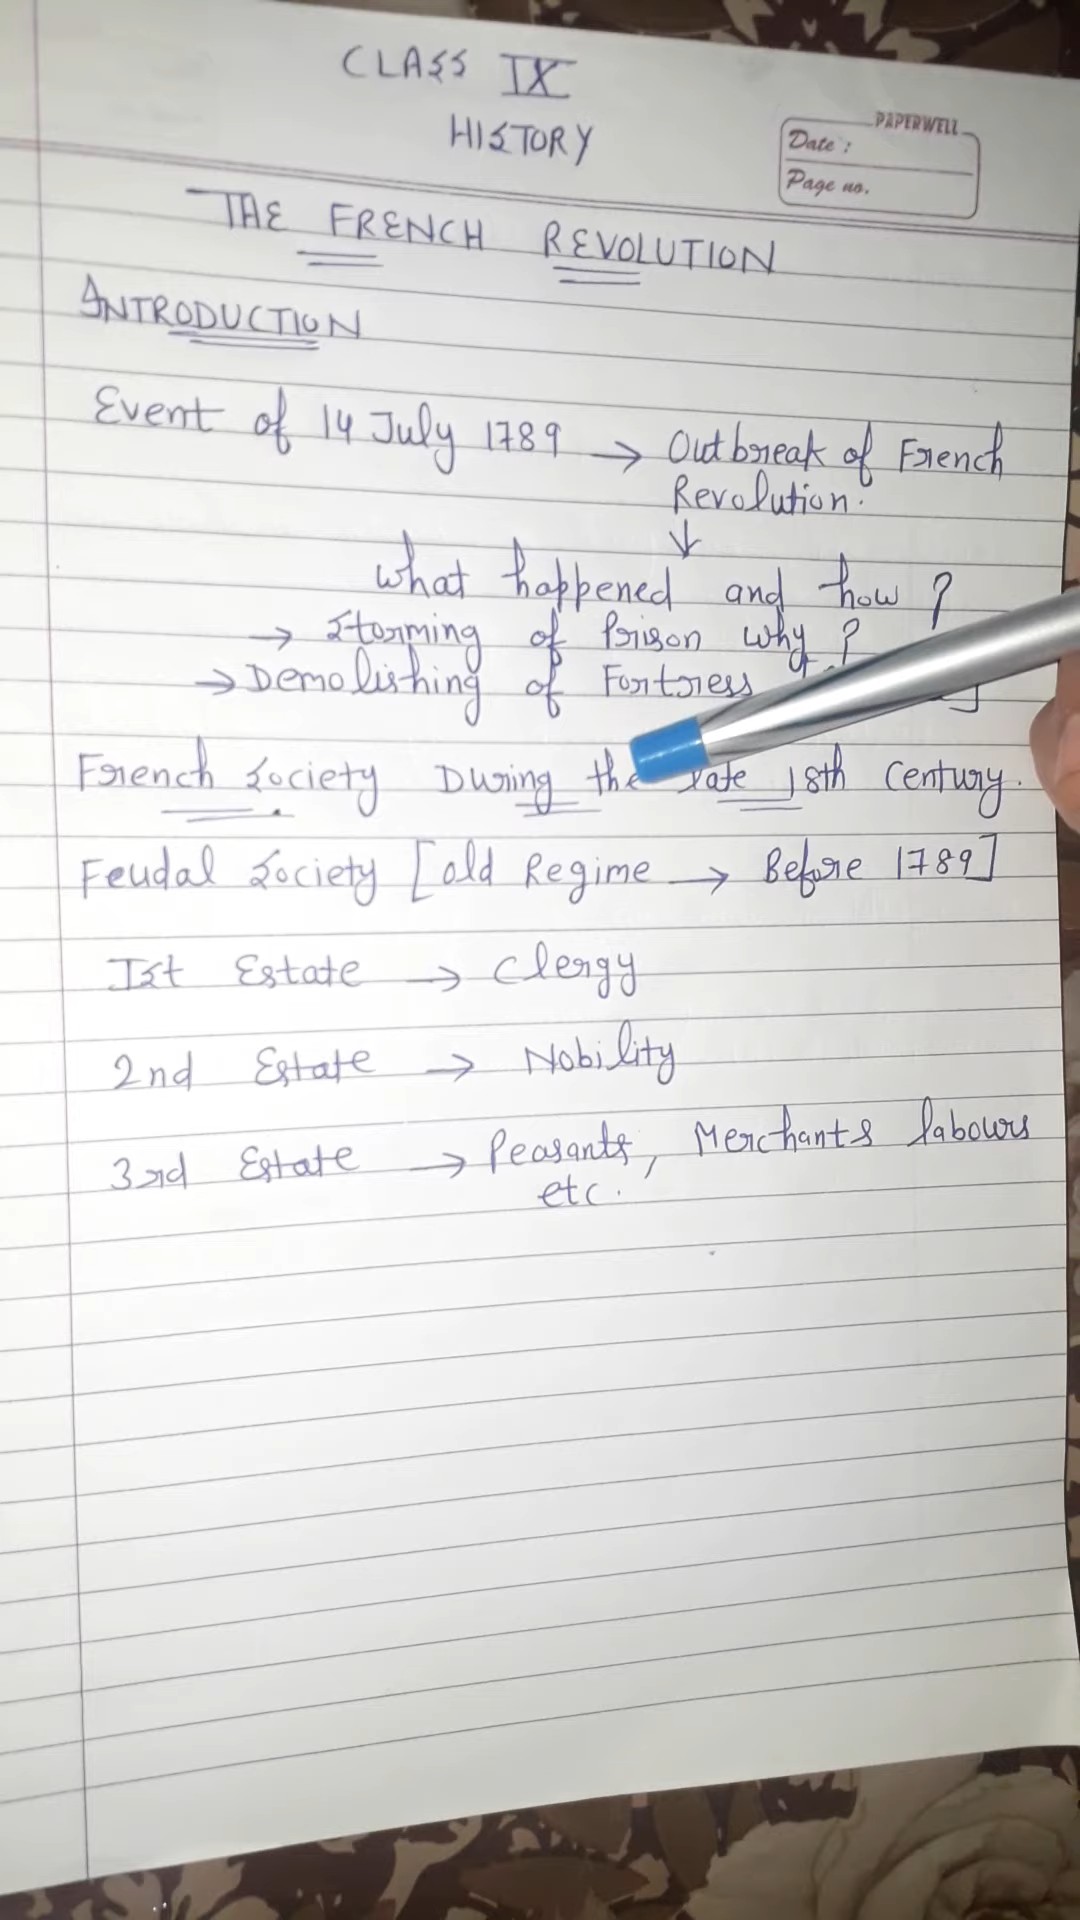 CLASS IX
HISTORY
PAPERWELL
Date :
Page no.
THE FRENCH REVOLUTION
INTRODUCTION
Event of 14 July 1789 → Outbreak of French
Revolution.
↓
What happened and how ?
→ Storming of Prison why ?
→ Demolishing of Fortress
French Society During the late 18th Century.
Feudal Society [old Regime → Before 1789]
Ist Estate → Clergy
2nd Estate → Nobility
3rd Estate → Peasants, Merchants labours
etc.